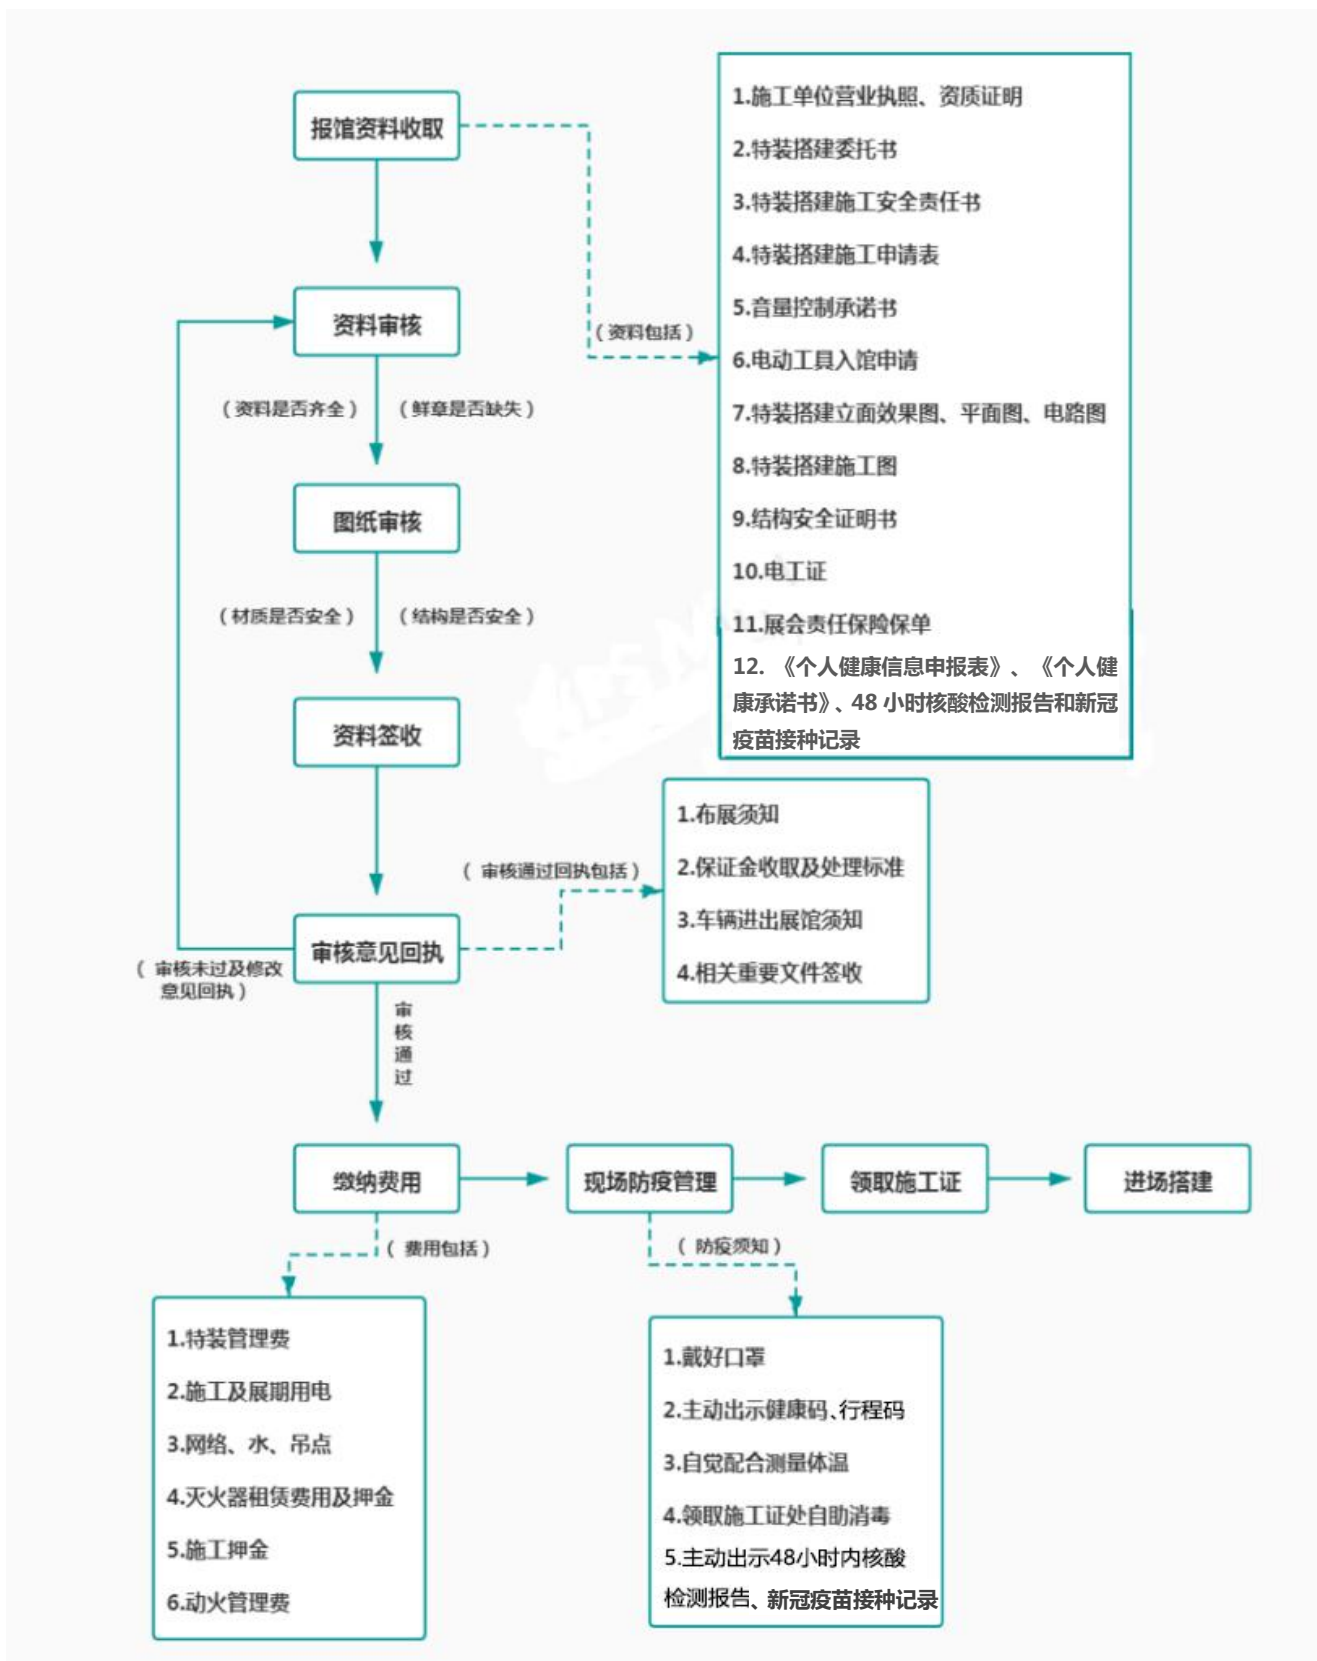 报馆资料收取
1.施工单位营业执照、资质证明
2.特装搭建委托书
3.特装搭建施工安全责任书
4.特装搭建施工申请表
5.音量控制承诺书
6.电动工具入馆申请
7.特装搭建立面效果图、平面图、电路图
8.特装搭建施工图
9.结构安全证明书
10.电工证
11.展会责任保险保单
12. 《个人健康信息申报表》、《个人健
康承诺书》、48 小时核酸检测报告和新冠
疫苗接种记录
（资料包括）
资料审核
（资料是否齐全）
（鲜章是否缺失）
图纸审核
（材质是否安全）
（结构是否安全）
资料签收
审核意见回执
（审核通过回执包括）
1.布展须知
2.保证金收取及处理标准
3.车辆进出展馆须知
4.相关重要文件签收
（审核未过及修改
意见回执）
审核通过
缴纳费用
现场防疫管理
领取施工证
进场搭建
（费用包括）
1.特装管理费
2.施工及展期用电
3.网络、水、吊点
4.灭火器租赁费用及押金
5.施工押金
6.动火管理费
（防疫须知）
1.戴好口罩
2.主动出示健康码、行程码
3.自觉配合测量体温
4.领取施工证处自助消毒
5.主动出示48小时内核酸
检测报告、新冠疫苗接种记录